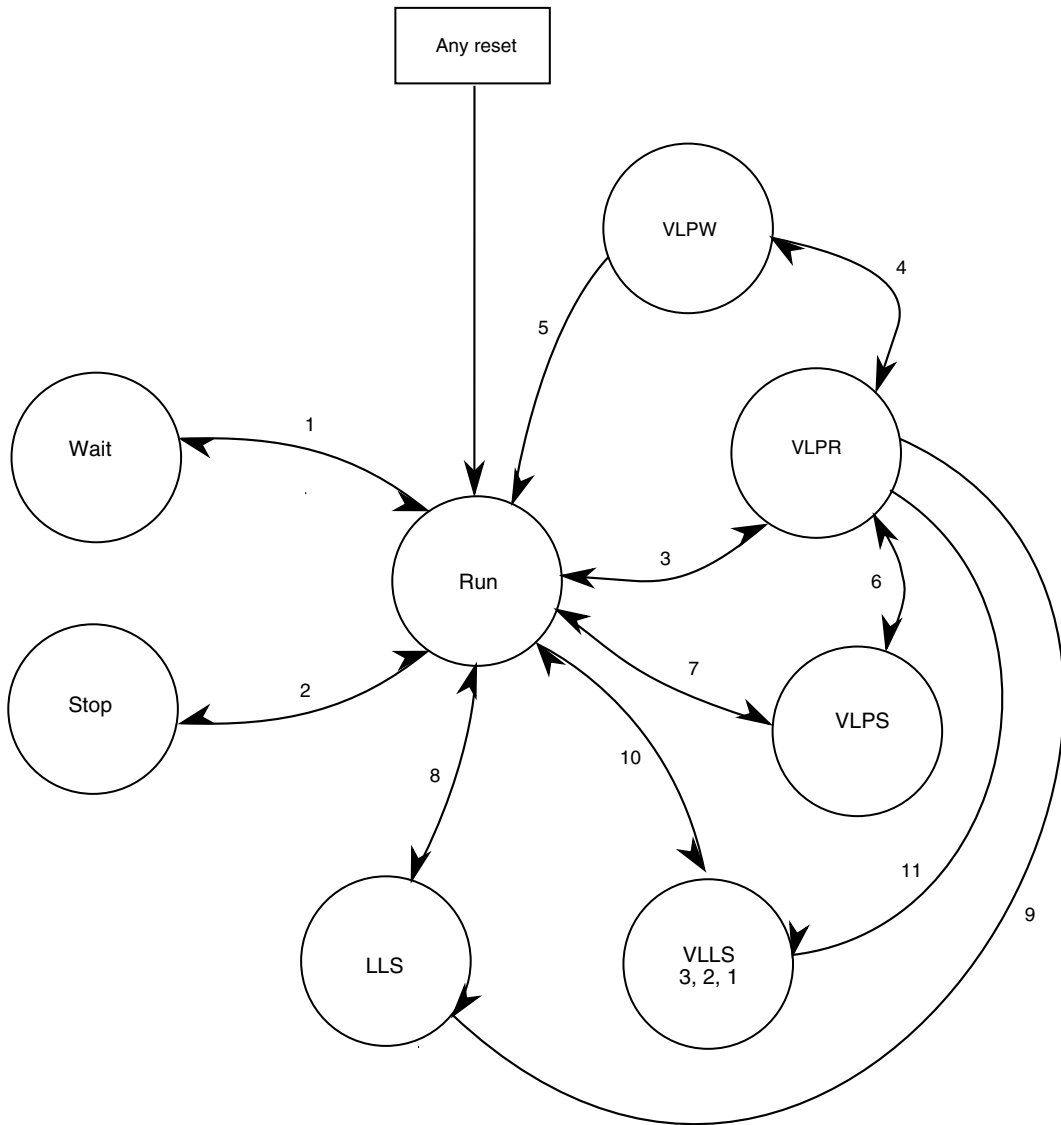 Any reset
VLPW
4
5
Wait
1
VLPR
3
Run
6
Stop
2
7
VLPS
8
10
11
9
LLS
VLLS
3, 2, 1